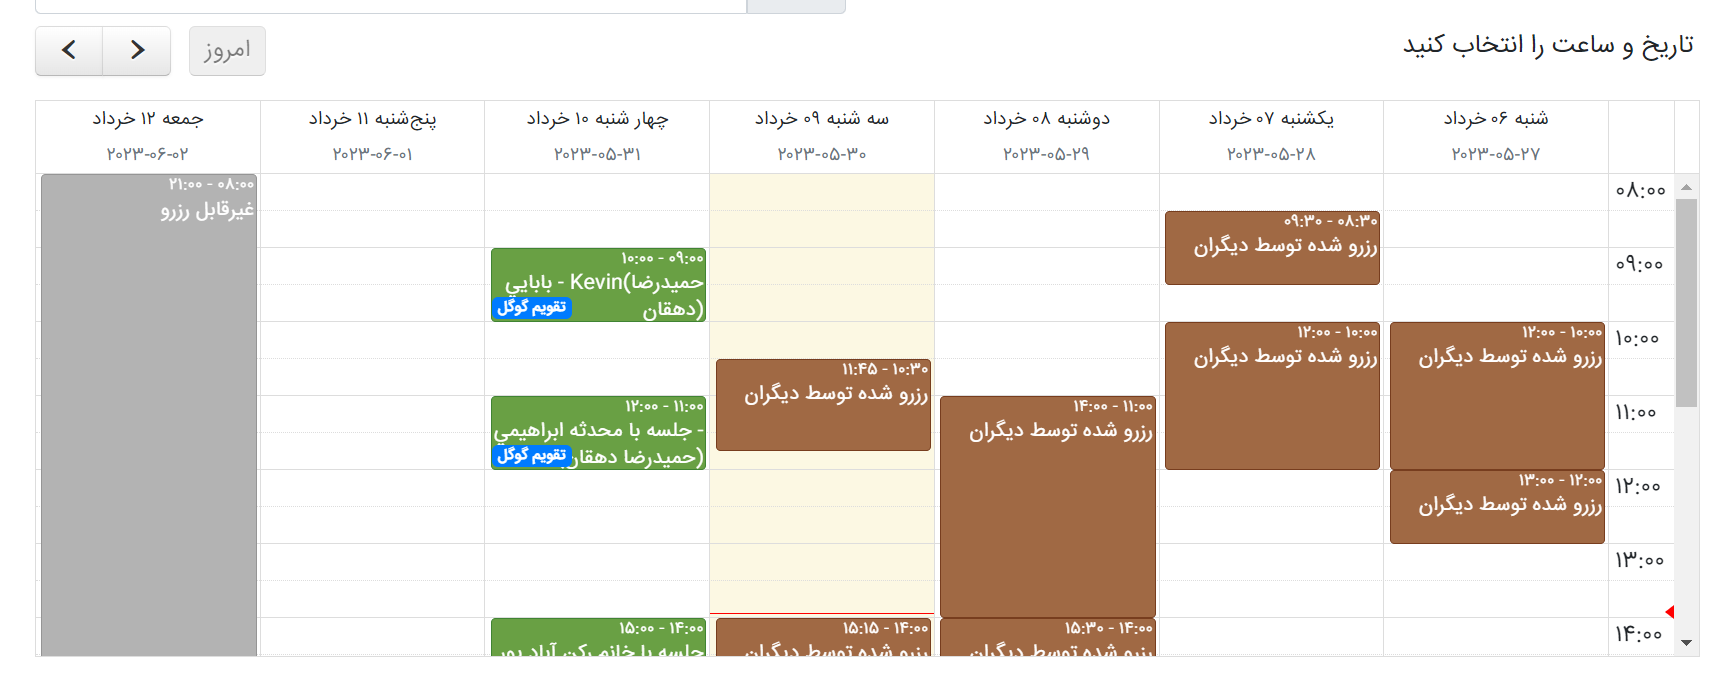 تاریخ و ساعت را انتخاب کنید
امروز
شنبه ۰۶ خرداد
۲۰۲۳-۰۵-۲۷
یکشنبه ۰۷ خرداد
۲۰۲۳-۰۵-۲۸
دوشنبه ۰۸ خرداد
۲۰۲۳-۰۵-۲۹
سه شنبه ۰۹ خرداد
۲۰۲۳-۰۵-۳۰
چهار شنبه ۱۰ خرداد
۲۰۲۳-۰۵-۳۱
پنج‌شنبه ۱۱ خرداد
۲۰۲۳-۰۶-۰۱
جمعه ۱۲ خرداد
۲۰۲۳-۰۶-۰۲
۰۸:۰۰
۰۹:۰۰
۱۰:۰۰
۱۱:۰۰
۱۲:۰۰
۱۳:۰۰
۱۴:۰۰
۱۰:۰۰ - ۱۲:۰۰
رزرو شده توسط دیگران
۱۲:۰۰ - ۱۳:۰۰
رزرو شده توسط دیگران
۰۸:۳۰ - ۰۹:۳۰
رزرو شده توسط دیگران
۱۰:۰۰ - ۱۲:۰۰
رزرو شده توسط دیگران
۱۱:۰۰ - ۱۴:۰۰
رزرو شده توسط دیگران
۱۴:۰۰ - ۱۵:۳۰
رزرو شده توسط دیگران
۱۰:۳۰ - ۱۱:۴۵
رزرو شده توسط دیگران
۱۴:۰۰ - ۱۵:۱۵
رزرو شده توسط دیگران
۰۹:۰۰ - ۱۰:۰۰
حمیدرضا)Kevin - بابايي
(دهقان
تقویم گوگل
۱۱:۰۰ - ۱۲:۰۰
- جلسه با محدثه ابراهيمي
(حمیدرضا دهقان)
تقویم گوگل
۱۴:۰۰ - ۱۵:۰۰
جلسه با خانم رکن آباد پور
۰۸:۰۰ - ۲۱:۰۰
غیرقابل رزرو